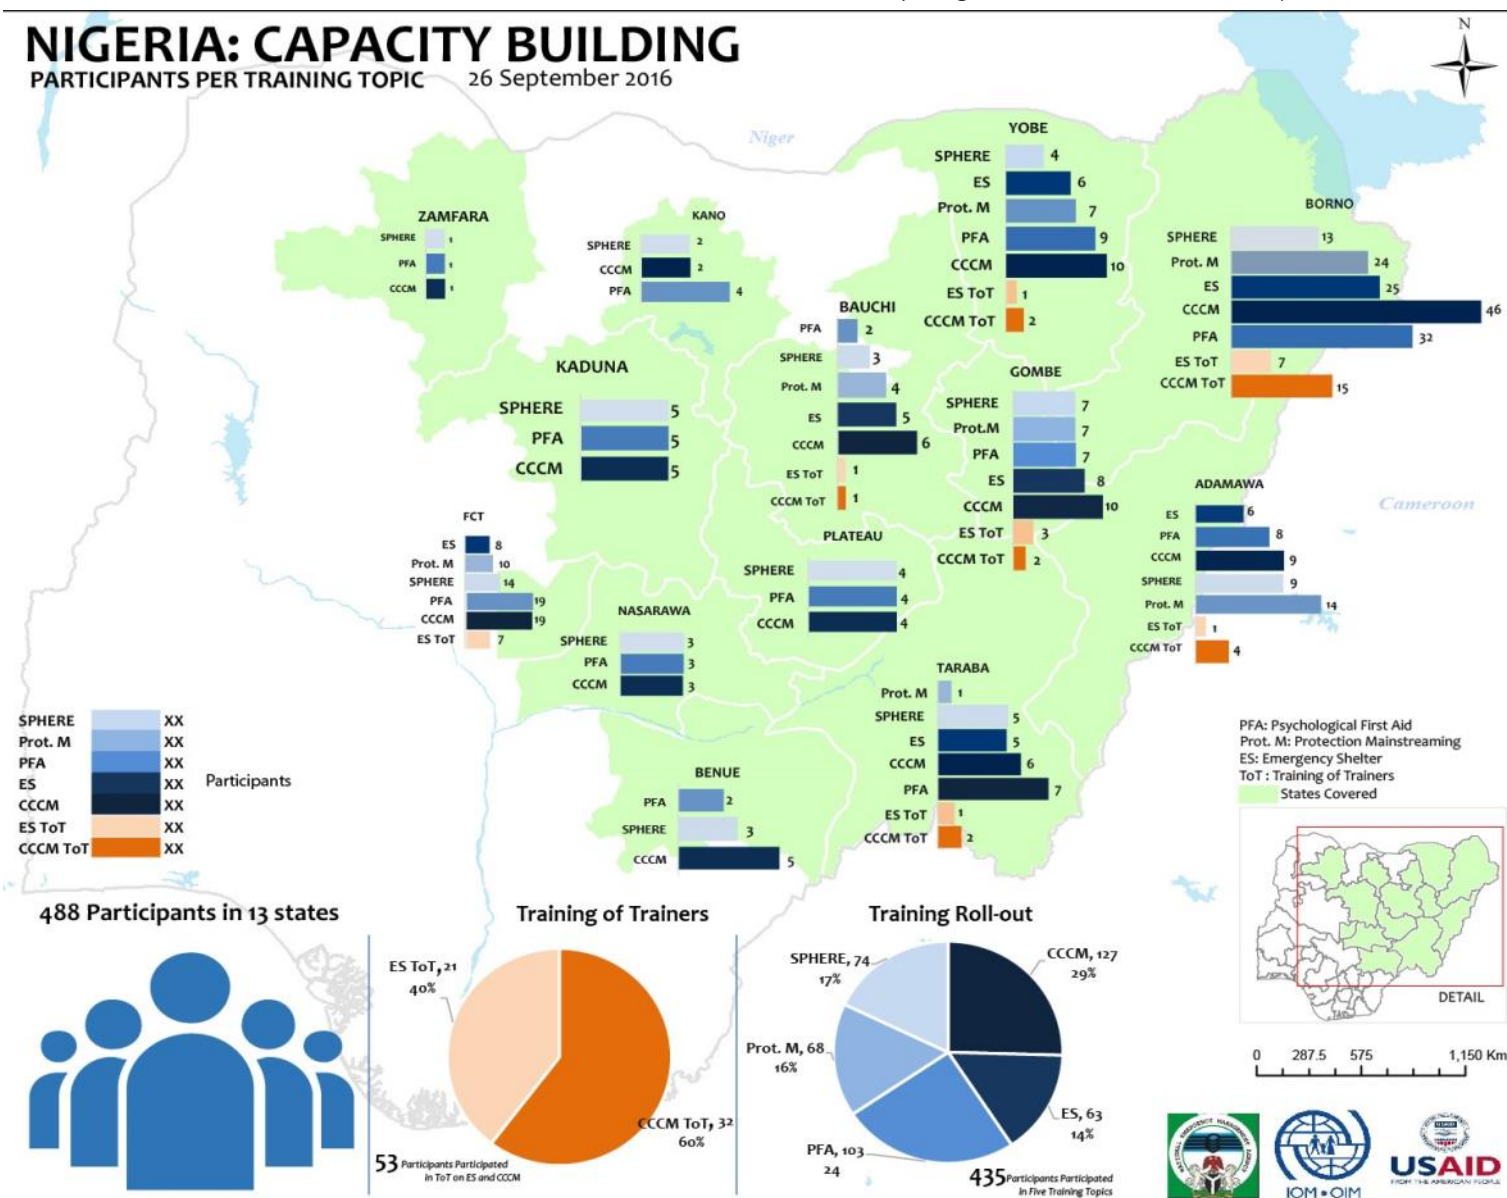 NIGERIA: CAPACITY BUILDING
PARTICIPANTS PER TRAINING TOPIC 26 September 2016
N
Niger
Cameroon
ZAMFARA
SPHERE 1
PFA 1
CCCM 1
KANO
SPHERE 2
CCCM 2
PFA 4
YOBE
SPHERE 4
ES 6
Prot. M 7
PFA 9
CCCM 10
ES ToT 1
CCCM ToT 2
BORNO
SPHERE 13
Prot. M 24
ES 25
CCCM 46
PFA 32
ES ToT 7
CCCM ToT 15
KADUNA
SPHERE 5
PFA 5
CCCM 5
BAUCHI
PFA 2
SPHERE 3
Prot. M 4
ES 5
CCCM 6
ES ToT 1
CCCM ToT 1
GOMBE
SPHERE 7
Prot.M 7
PFA 7
ES 8
CCCM 10
ES ToT 3
CCCM ToT 2
ADAMAWA
ES 6
PFA 8
CCCM 9
SPHERE 9
Prot. M 14
ES ToT 1
CCCM ToT 4
FCT
ES 8
Prot. M 10
SPHERE 14
PFA 19
CCCM 19
ES ToT 7
PLATEAU
SPHERE 4
PFA 4
CCCM 4
NASARAWA
SPHERE 3
PFA 3
CCCM 3
TARABA
Prot. M 1
SPHERE 5
ES 5
CCCM 6
PFA 7
ES ToT 1
CCCM ToT 2
BENUE
PFA 2
SPHERE 3
CCCM 5
SPHERE XX
Prot. M XX
PFA XX
ES XX Participants
CCCM XX
ES ToT XX
CCCM ToT XX
PFA: Psychological First Aid
Prot. M: Protection Mainstreaming
ES: Emergency Shelter
ToT : Training of Trainers
States Covered
DETAIL
0 287.5 575 1,150 Km
488 Participants in 13 states
Training of Trainers
ES ToT, 21
40%
CCCM ToT, 32
60%
53 Participants Participated
in ToT on ES and CCCM
Training Roll-out
SPHERE, 74
17%
CCCM, 127
29%
Prot. M, 68
16%
ES, 63
14%
PFA, 103
24
435 Participants Participated
in Five Training Topics
IOM • OIM
USAID
FROM THE AMERICAN PEOPLE